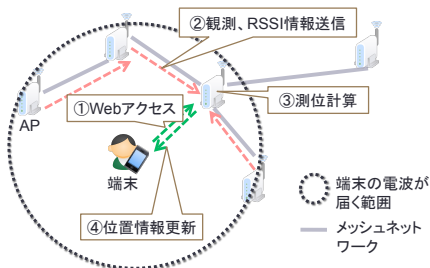 ②観測、RSSI情報送信
①Webアクセス
③測位計算
AP
端末
④位置情報更新
端末の電波が
届く範囲
メッシュネット
ワーク